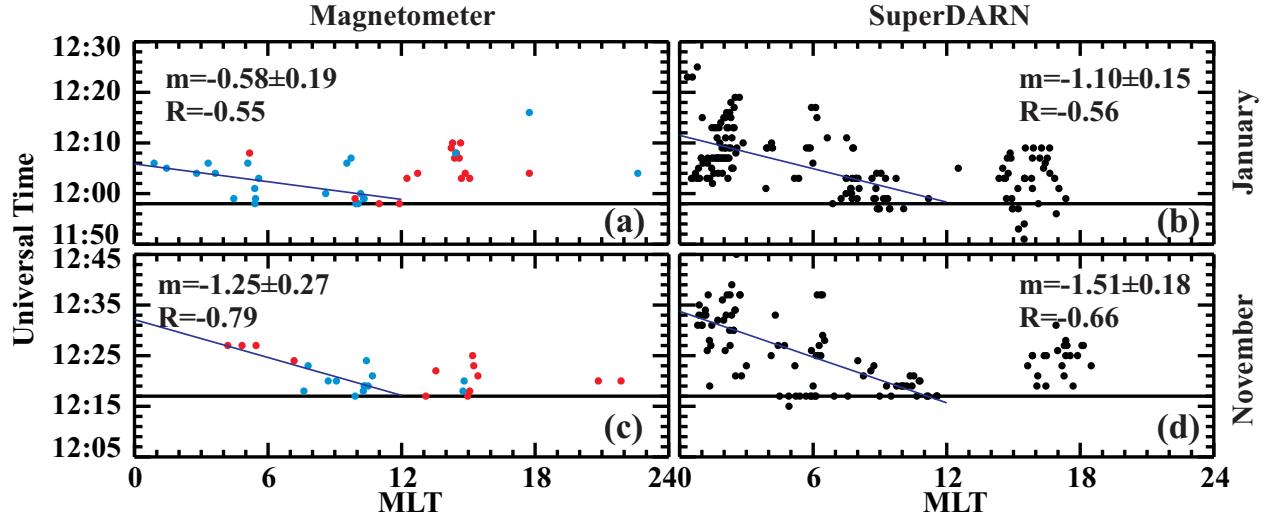 Magnetometer SuperDARN
12:30
12:20
12:10
12:00
11:50
m=-0.58±0.19
R=-0.55
(a)
m=-1.10±0.15
R=-0.56
(b)
January
Universal Time
12:45
12:35
12:25
12:15
12:05
m=-1.25±0.27
R=-0.79
(c)
m=-1.51±0.18
R=-0.66
(d)
November
0 6 12 18 24 0 6 12 18 24
MLT MLT